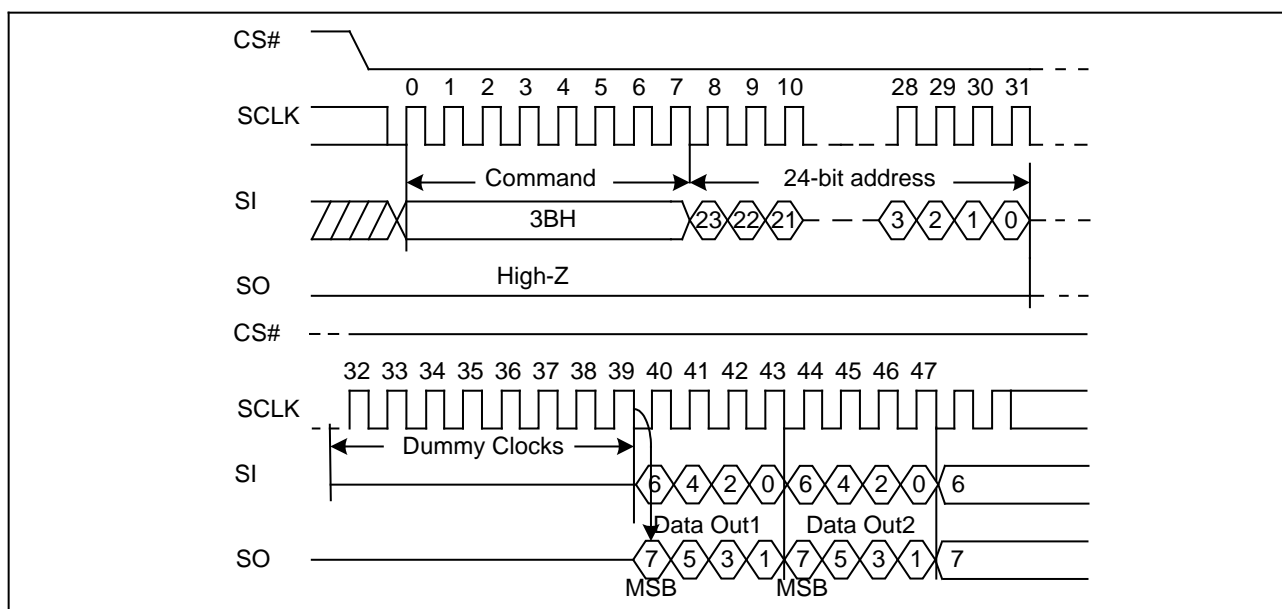 CS#
0 1 2 3 4 5 6 7 8 9 10 28 29 30 31
SCLK
Command 24-bit address
SI
3BH 23 22 21 3 2 1 0
High-Z
SO
CS#
32 33 34 35 36 37 38 39 40 41 42 43 44 45 46 47
SCLK
Dummy Clocks
SI
6 4 2 0 6 4 2 0 6
Data Out1 Data Out2
SO
7 5 3 1 7 5 3 1 7
MSB MSB